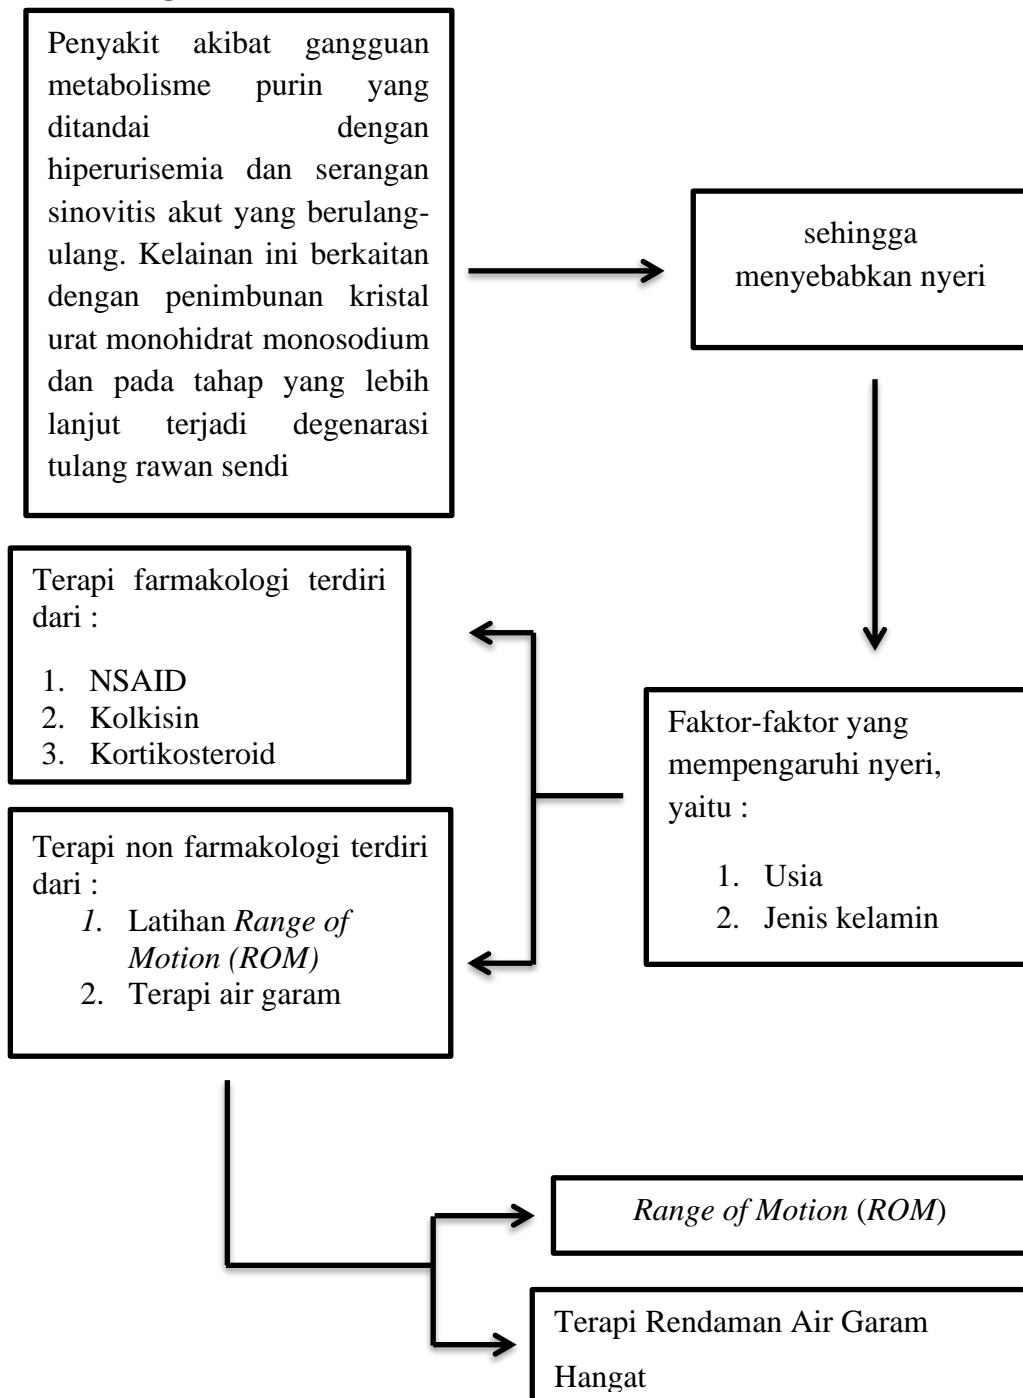 Penyakit akibat gangguan
metabolisme purin yang
ditandai dengan
hiperurisemia dan serangan
sinovitis akut yang berulang-
ulang. Kelainan ini berkaitan
dengan penimbunan kristal
urat monohidrat monosodium
dan pada tahap yang lebih
lanjut terjadi degenarasi
tulang rawan sendi
sehingga
menyebabkan nyeri
Terapi farmakologi terdiri
dari :
1. NSAID
2. Kolkisin
3. Kortikosteroid
Faktor-faktor yang
mempengaruhi nyeri,
yaitu :
1. Usia
2. Jenis kelamin
Terapi non farmakologi terdiri
dari :
1. Latihan Range of
Motion (ROM)
2. Terapi air garam
Range of Motion (ROM)
Terapi Rendaman Air Garam
Hangat